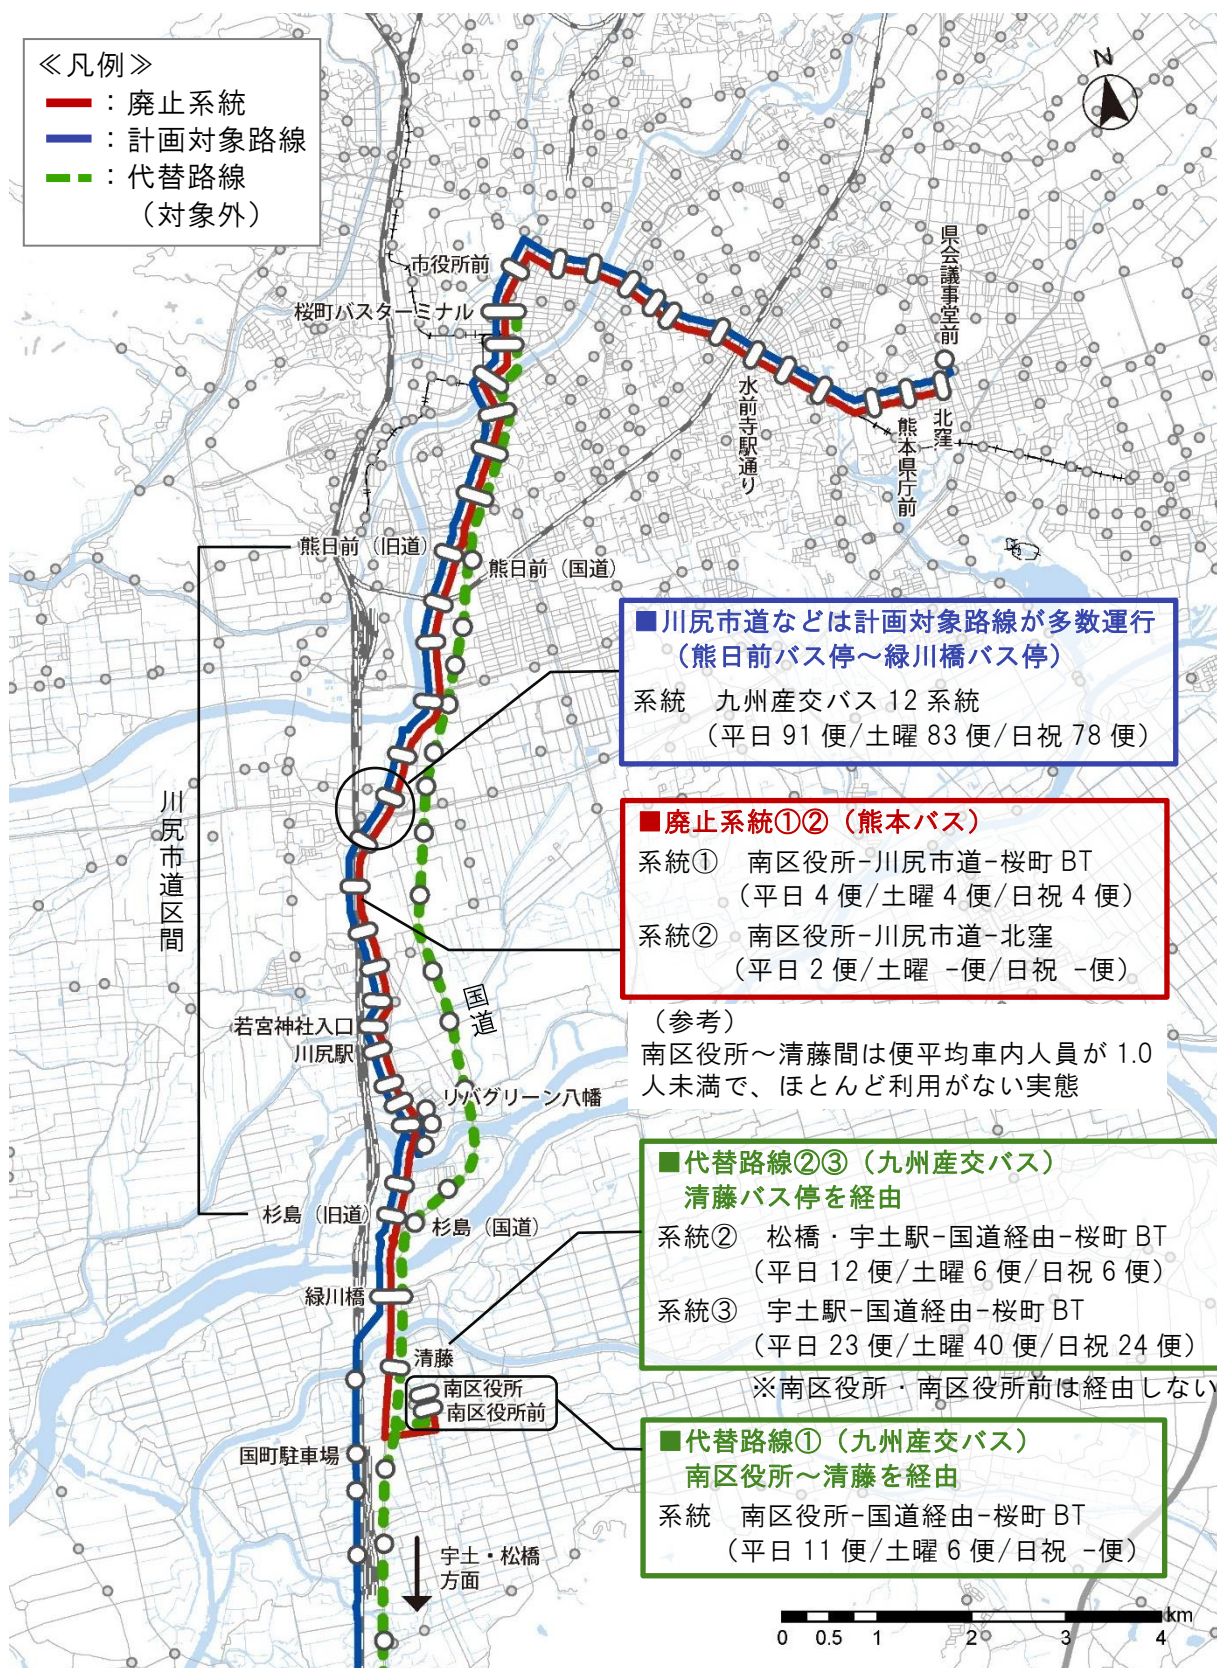 ≪凡例≫
：廃止系統
：計画対象路線
：代替路線
（対象外）
N
市役所前
桜町バスターミナル
県会議事堂前
水前寺駅通り
熊本県庁前
北窪
熊日前（旧道）
熊日前（国道）
■川尻市道などは計画対象路線が多数運行
（熊日前バス停～緑川橋バス停）
系統　九州産交バス 12 系統
（平日 91 便/土曜 83 便/日祝 78 便）
川尻市道区間
■廃止系統①②（熊本バス）
系統①　南区役所-川尻市道-桜町 BT
（平日 4 便/土曜 4 便/日祝 4 便）
系統②　南区役所-川尻市道-北窪
（平日 2 便/土曜 -便/日祝 -便）
国道
（参考）
南区役所～清藤間は便平均車内人員が 1.0
人未満で、ほとんど利用がない実態
若宮神社入口
川尻駅
リバグリーン八幡
■代替路線②③（九州産交バス）
清藤バス停を経由
系統②　松橋・宇土駅-国道経由-桜町 BT
（平日 12 便/土曜 6 便/日祝 6 便）
系統③　宇土駅-国道経由-桜町 BT
（平日 23 便/土曜 40 便/日祝 24 便）
※南区役所・南区役所前は経由しない
杉島（旧道）
杉島（国道）
緑川橋
清藤
南区役所
南区役所前
国町駐車場
■代替路線①（九州産交バス）
南区役所～清藤を経由
系統　南区役所-国道経由-桜町 BT
（平日 11 便/土曜 6 便/日祝 -便）
宇土・松橋
方面
km
0 0.5 1 2 3 4